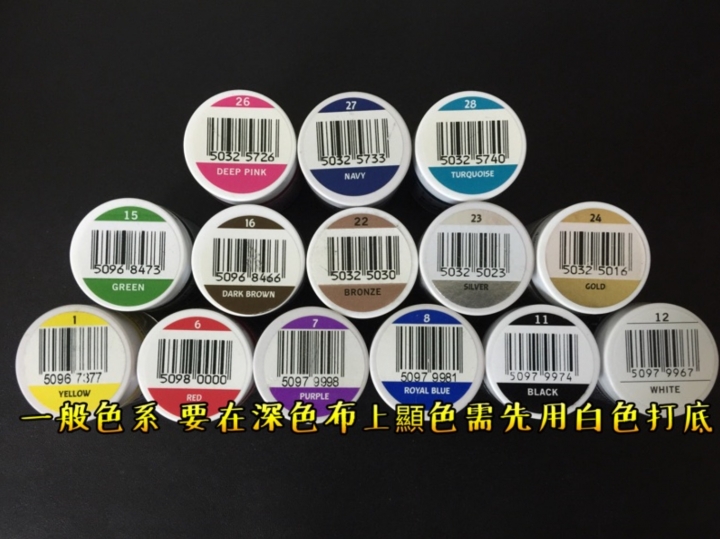 26
5032 5726
DEEP PINK
27
5032 5733
NAVY
28
5032 5740
TURQUOISE
15
5096 8473
GREEN
16
5096 8466
DARK BROWN
22
5032 5030
BRONZE
23
5032 5023
SILVER
24
5032 5016
GOLD
1
5096 7377
YELLOW
6
5098 0000
RED
7
5097 9998
PURPLE
8
5097 9981
ROYAL BLUE
11
5097 9974
BLACK
12
5097 9967
WHITE
一般色系 要在深色布上顯色需先用白色打底